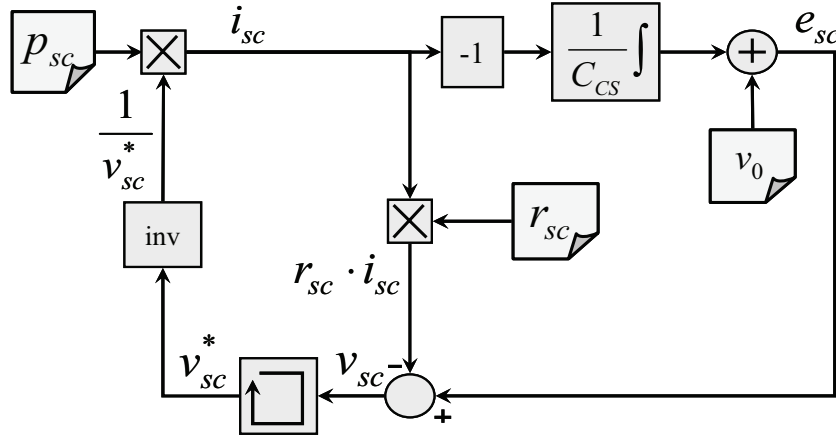 p_sc
i_sc
-1
1
C_CS
∫
+
e_sc
1
v*_sc
v_0
inv
r_sc
r_sc · i_sc
v*_sc
v_sc
-
+